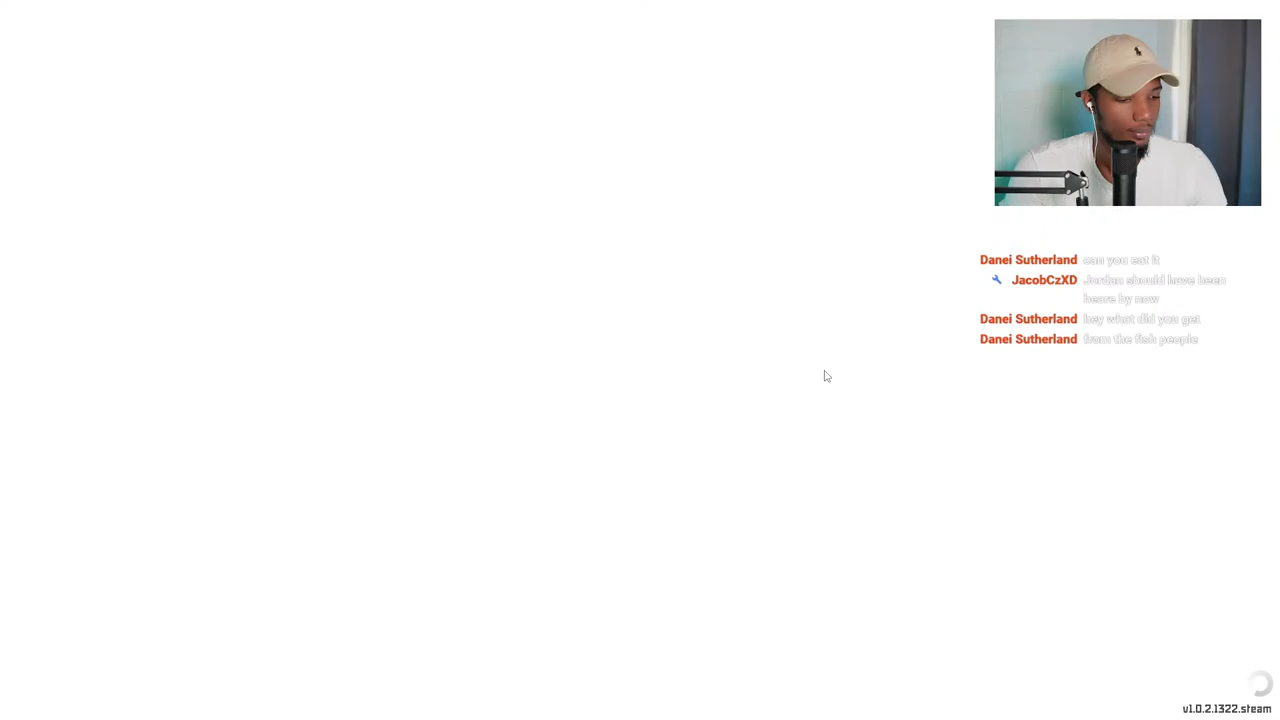 Danei Sutherland can you eat it
JacobCzXD Jordan should have been
heare by now
Danei Sutherland hey what did you get
Danei Sutherland from the fish people
v1.0.2.1322.steam